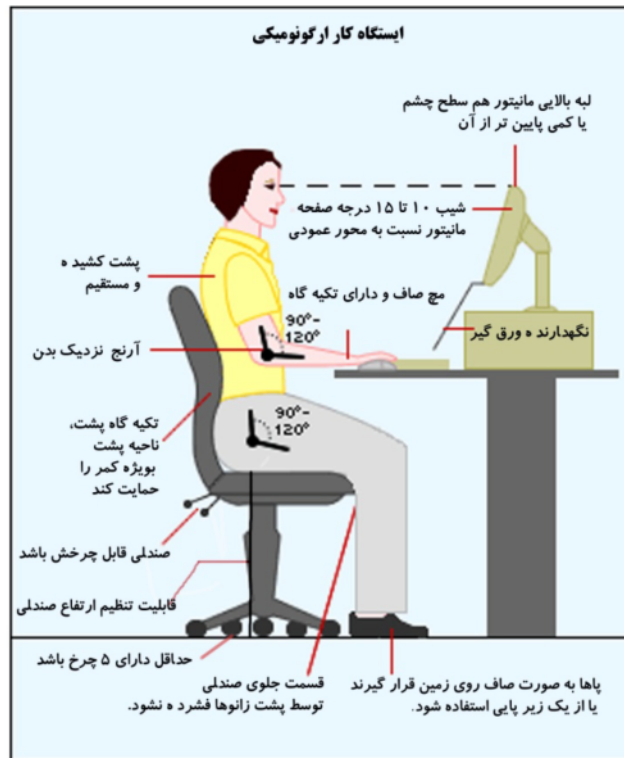 ایستگاه کار ارگونومیکی
لبه بالایی مانیتور هم سطح چشم
یا کمی پایین تر از آن
شیب ۱۰ تا ۱۵ درجه صفحه
مانیتور نسبت به محور عمودی
پشت کشید ه
و مستقیم
مچ صاف و دارای تکیه گاه
90°-
120°
نگهدارند ه ورق گیر
آرنج نزدیک بدن
90°-
120°
تکیه گاه پشت،
ناحیه پشت
بویژه کمر را
حمایت کند
صندلی قابل چرخش باشد
قابلیت تنظیم ارتفاع صندلی
حداقل دارای ۵ چرخ باشد
قسمت جلوی صندلی
توسط پشت زانوها فشرد ه نشود.
پاها به صورت صاف روی زمین قرار گیرند
یا از یک زیر پایی استفاده شود.